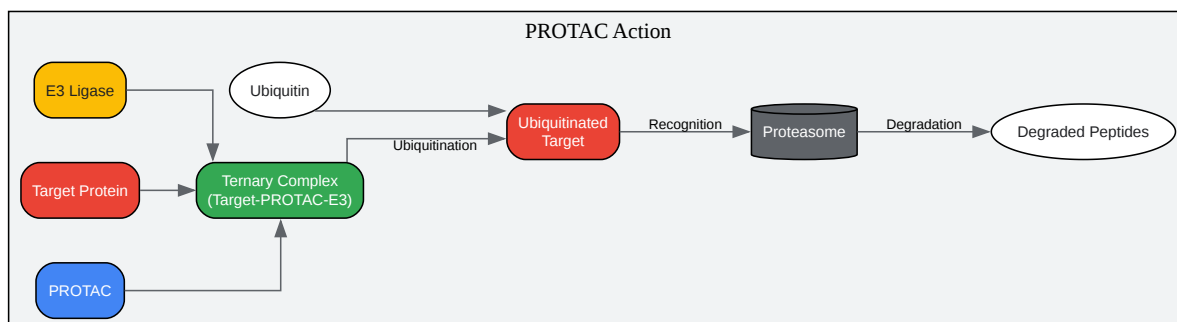 PROTAC Action
E3 Ligase
Ubiquitin
Target Protein
PROTAC
Ternary Complex
(Target-PROTAC-E3)
Ubiquitination
Ubiquitinated
Target
Recognition
Proteasome
Degradation
Degraded Peptides